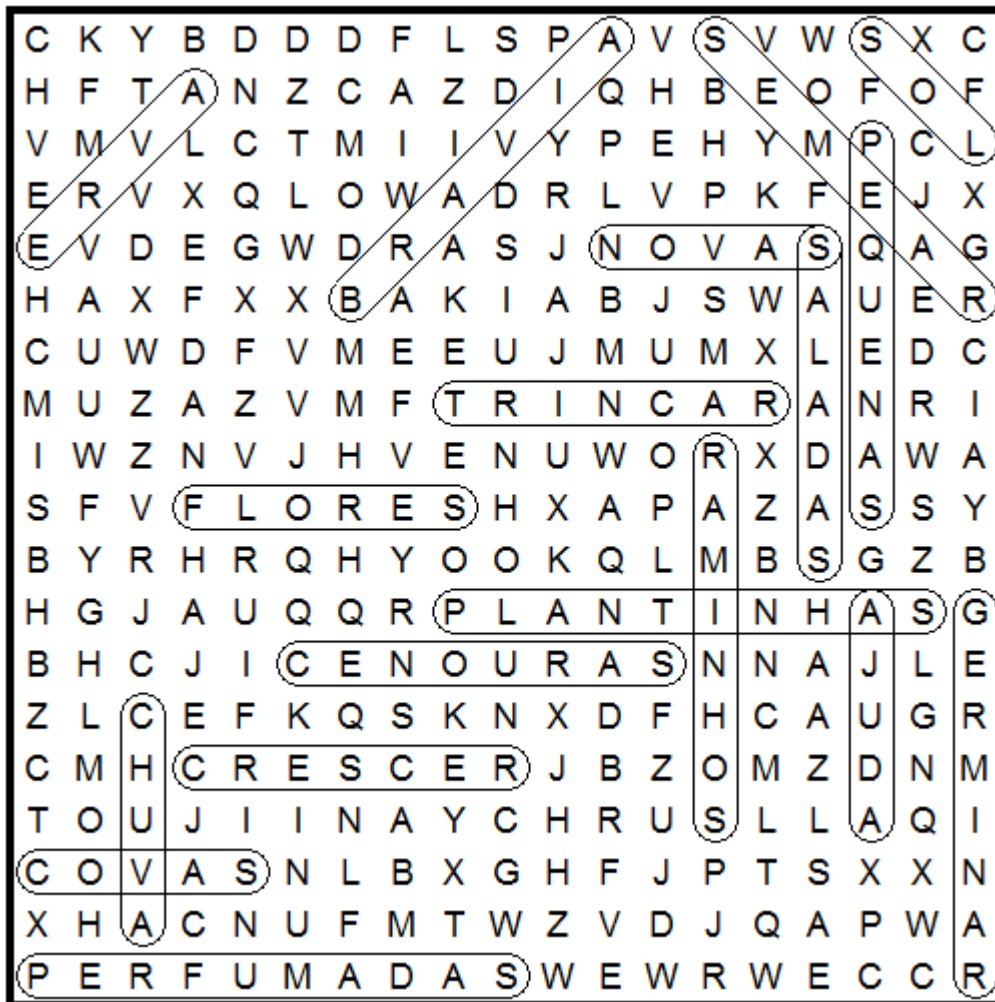 C K Y B D D D F L S P A V S V W S X C
H F T A N Z C A Z D I Q H B E O F O F
V M V L C T M I I V Y P E H Y M P C L
E R V X Q L O W A D R L V P K F E J X
E V D E G W D R A S J N O V A S Q A G
H A X F X X B A K I A B J S W A U E R
C U W D F V M E E U J M U M X L E D C
M U Z A Z V M F T R I N C A R A N R I
I W Z N V J H V E N U W O R X D A W A
S F V F L O R E S H X A P A Z A S S Y
B Y R H R Q H Y O O K Q L M B S G Z B
H G J A U Q Q R P L A N T I N H A S G
B H C J I C E N O U R A S N N A J L E
Z L C E F K Q S K N X D F H C A U G R
C M H C R E S C E R J B Z O M Z D N M
T O U J I I N A Y C H R U S L L A Q I
C O V A S N L B X G H F J P T S X X N
X H A C N U F M T W Z V D J Q A P W A
P E R F U M A D A S W E W R W E C C R